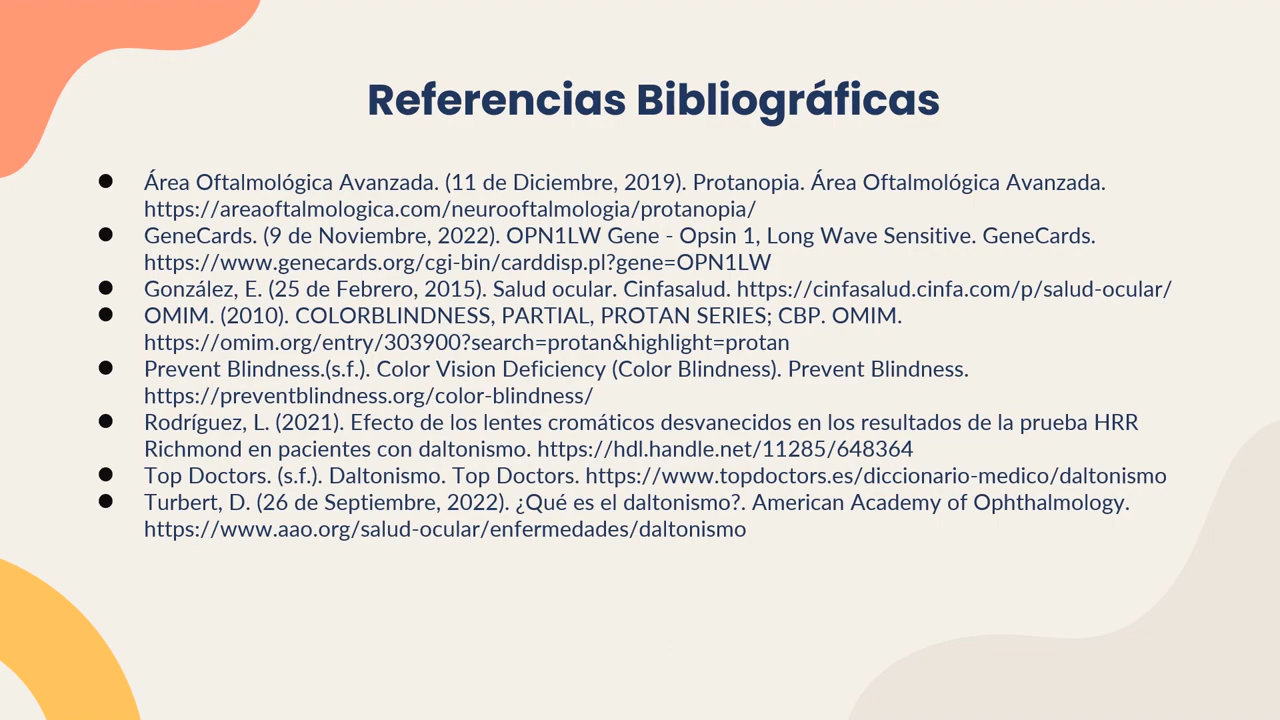 Referencias Bibliográficas
● Área Oftalmológica Avanzada. (11 de Diciembre, 2019). Protanopia. Área Oftalmológica Avanzada.
https://areaoftalmologica.com/neurooftalmologia/protanopia/
● GeneCards. (9 de Noviembre, 2022). OPN1LW Gene - Opsin 1, Long Wave Sensitive. GeneCards.
https://www.genecards.org/cgi-bin/carddisp.pl?gene=OPN1LW
● González, E. (25 de Febrero, 2015). Salud ocular. Cinfasalud. https://cinfasalud.cinfa.com/p/salud-ocular/
● OMIM. (2010). COLORBLINDNESS, PARTIAL, PROTAN SERIES; CBP. OMIM.
https://omim.org/entry/303900?search=protan&highlight=protan
● Prevent Blindness.(s.f.). Color Vision Deficiency (Color Blindness). Prevent Blindness.
https://preventblindness.org/color-blindness/
● Rodríguez, L. (2021). Efecto de los lentes cromáticos desvanecidos en los resultados de la prueba HRR
Richmond en pacientes con daltonismo. https://hdl.handle.net/11285/648364
● Top Doctors. (s.f.). Daltonismo. Top Doctors. https://www.topdoctors.es/diccionario-medico/daltonismo
● Turbert, D. (26 de Septiembre, 2022). ¿Qué es el daltonismo?. American Academy of Ophthalmology.
https://www.aao.org/salud-ocular/enfermedades/daltonismo